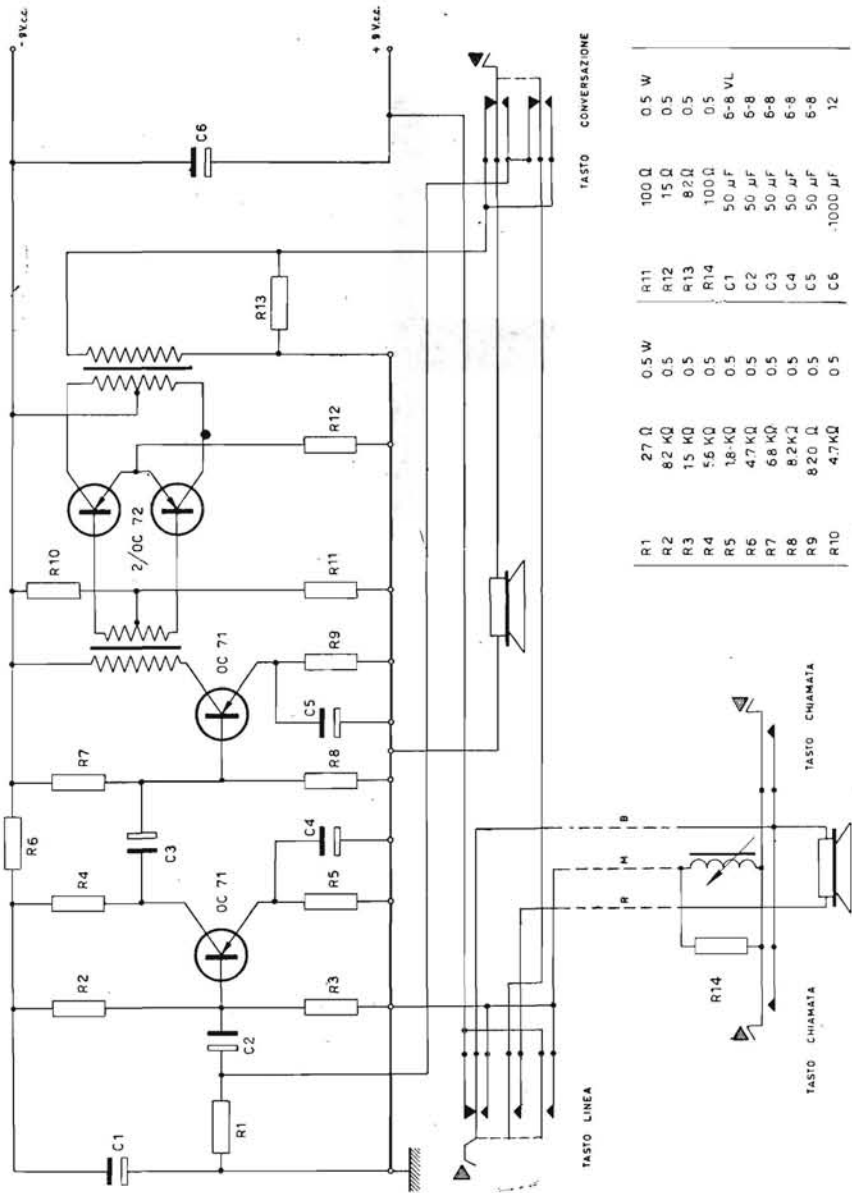 - 9 V.c.c.
+ 9 V.c.c.
C1
R1
C2
R2
R3
OC 71
R4
R5
C4
C3
R6
R7
R8
C5
OC 71
R9
R10
R11
2/OC 72
R12
R13
C6
TASTO LINEA
TASTO CONVERSAZIONE
R
M
B
R14
TASTO CHIAMATA
TASTO CHIAMATA
R1 27 Ω 0.5 W
R2 82 KΩ 0.5
R3 15 KΩ 0.5
R4 5.6 KΩ 0.5
R5 1.8 KΩ 0.5
R6 4.7 KΩ 0.5
R7 68 KΩ 0.5
R8 8.2 KΩ 0.5
R9 820 Ω 0.5
R10 4.7 KΩ 0.5
R11 100 Ω 0.5 W
R12 15 Ω 0.5
R13 82 Ω 0.5
R14 100 Ω 0.5
C1 50 µF 6-8 VL
C2 50 µF 6-8
C3 50 µF 6-8
C4 50 µF 6-8
C5 50 µF 6-8
C6 -1000 µF 12